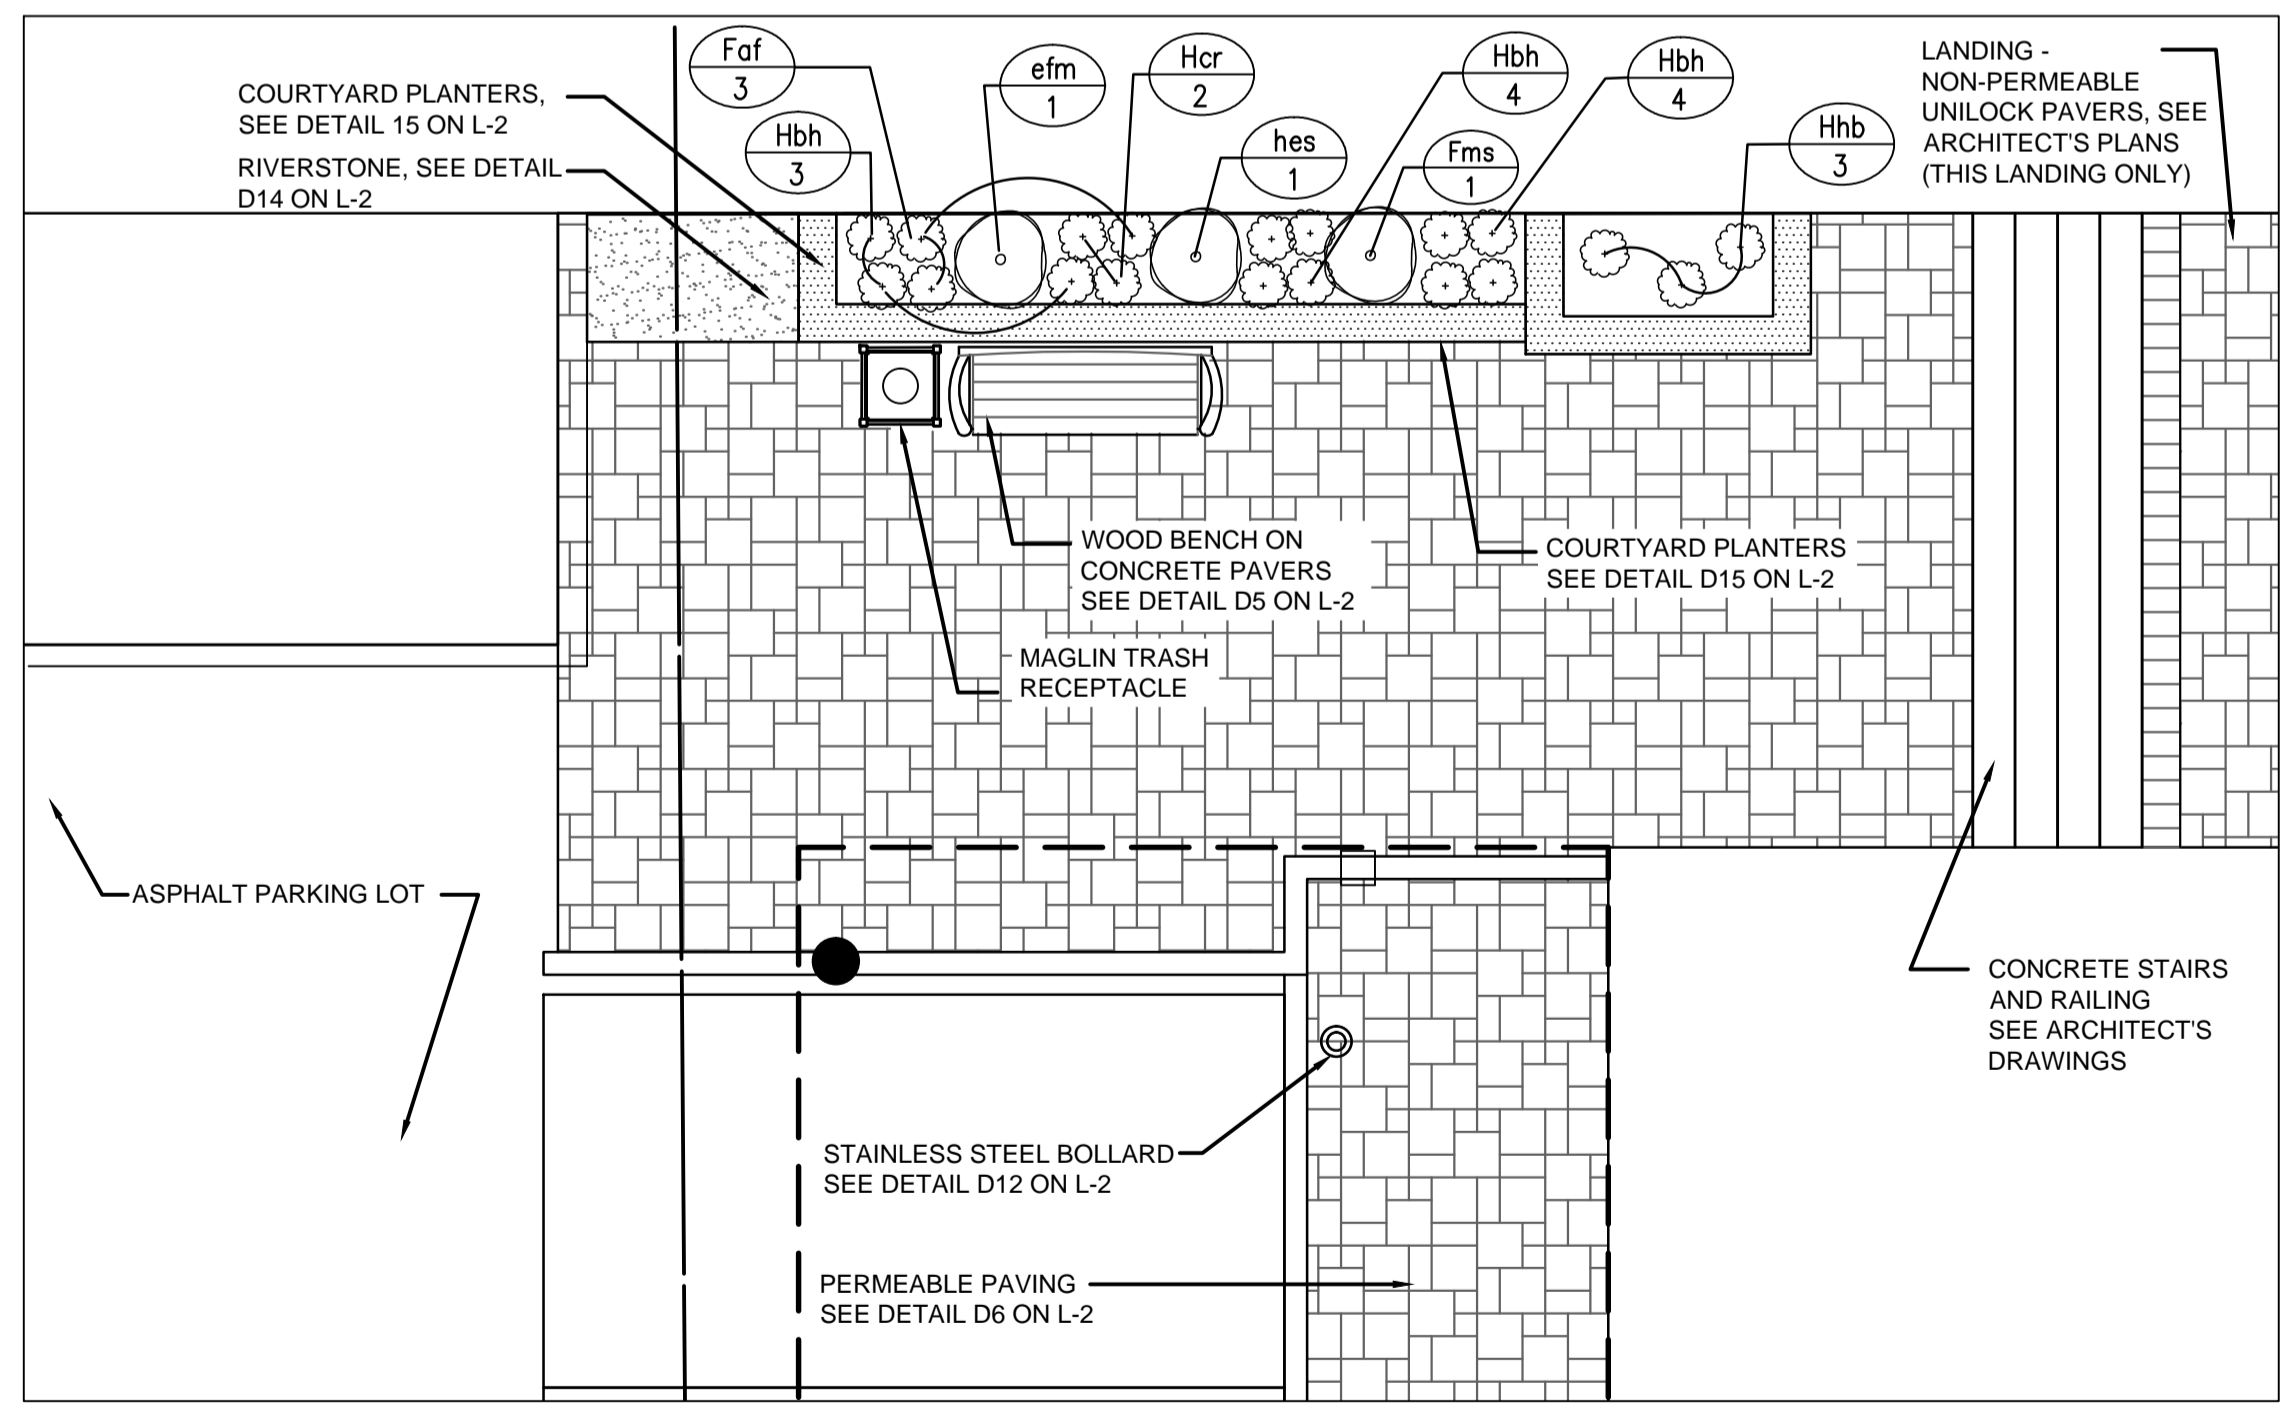 COURTYARD PLANTERS,
SEE DETAIL 15 ON L-2
RIVERSTONE, SEE DETAIL
D14 ON L-2
Faf
3
Hbh
3
efm
1
Hcr
2
hes
1
Hbh
4
Fms
1
Hbh
4
Hhb
3
LANDING -
NON-PERMEABLE
UNILOCK PAVERS, SEE
ARCHITECT'S PLANS
(THIS LANDING ONLY)
WOOD BENCH ON
CONCRETE PAVERS
SEE DETAIL D5 ON L-2
COURTYARD PLANTERS
SEE DETAIL D15 ON L-2
MAGLIN TRASH
RECEPTACLE
ASPHALT PARKING LOT
CONCRETE STAIRS
AND RAILING
SEE ARCHITECT'S
DRAWINGS
STAINLESS STEEL BOLLARD
SEE DETAIL D12 ON L-2
PERMEABLE PAVING
SEE DETAIL D6 ON L-2